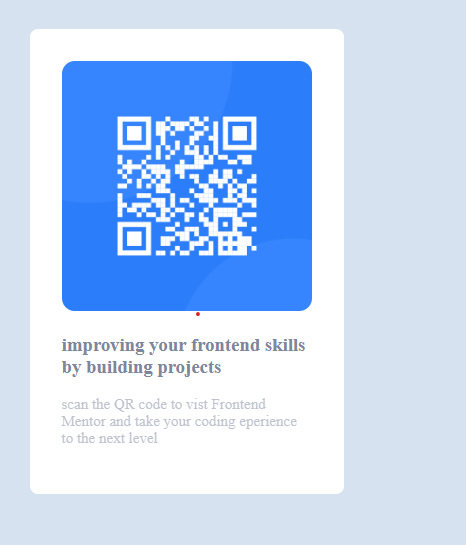 improving your frontend skills
by building projects
scan the QR code to vist Frontend
Mentor and take your coding eperience
to the next level